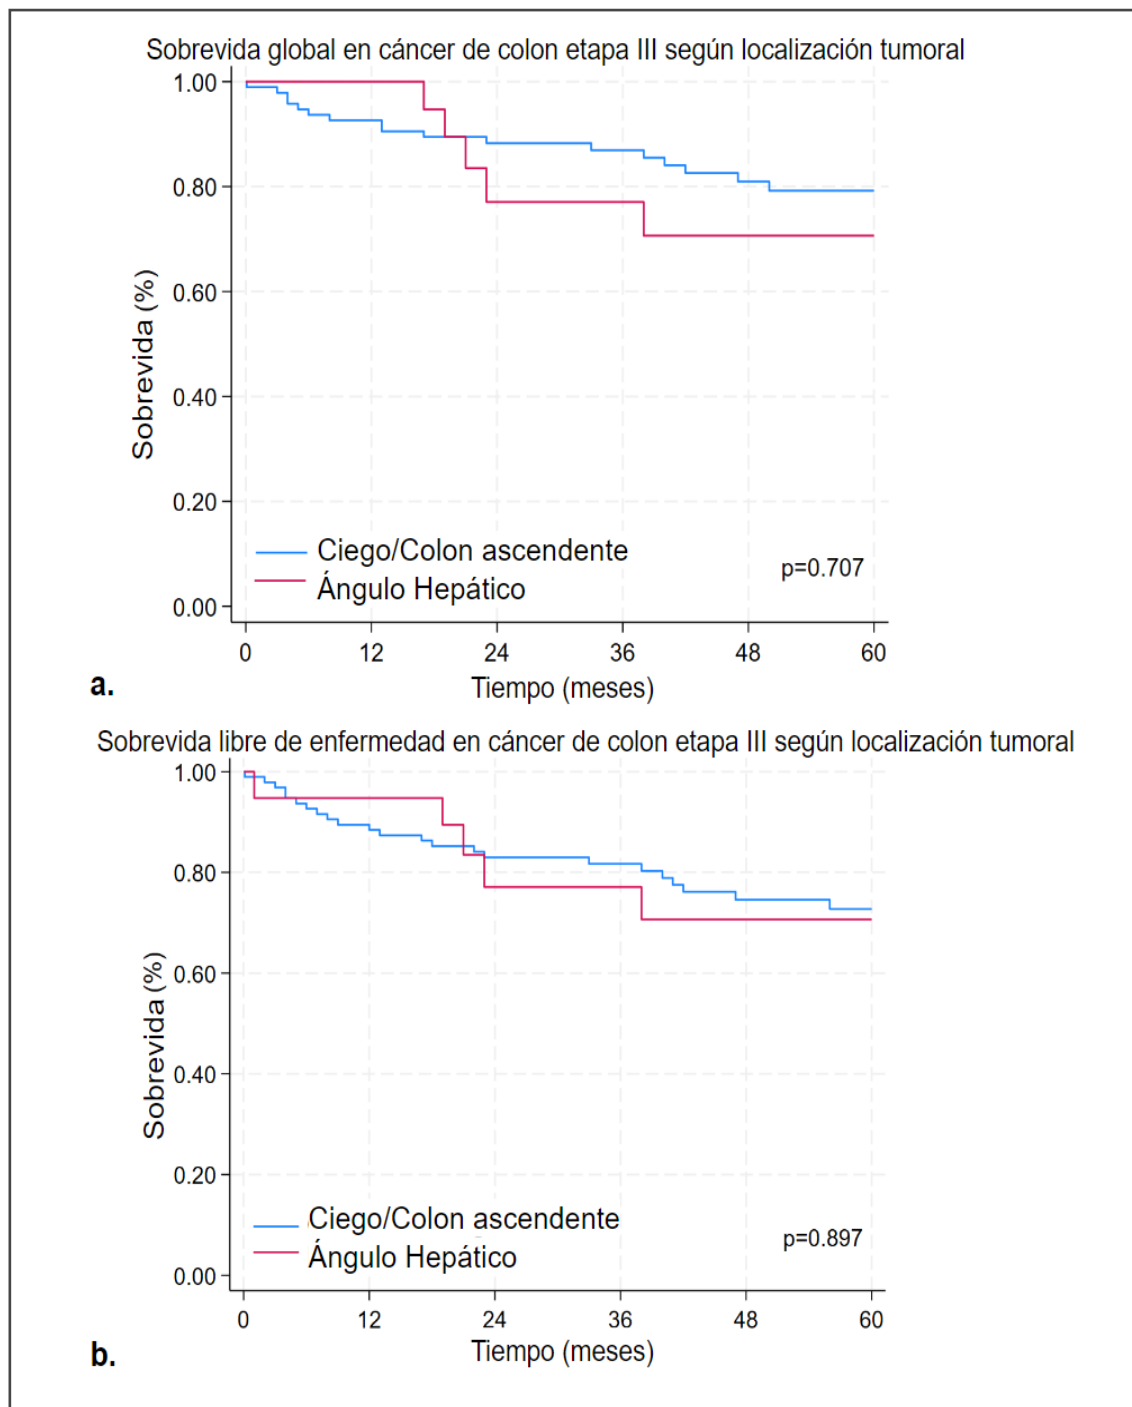 Sobrevida global en cáncer de colon etapa III según localización tumoral
1.00
0.80
0.60
0.40
0.20
0.00
Sobrevida (%)
Ciego/Colon ascendente
Ángulo Hepático
p=0.707
0 12 24 36 48 60
Tiempo (meses)
a.
Sobrevida libre de enfermedad en cáncer de colon etapa III según localización tumoral
1.00
0.80
0.60
0.40
0.20
0.00
Sobrevida (%)
Ciego/Colon ascendente
Ángulo Hepático
p=0.897
0 12 24 36 48 60
Tiempo (meses)
b.